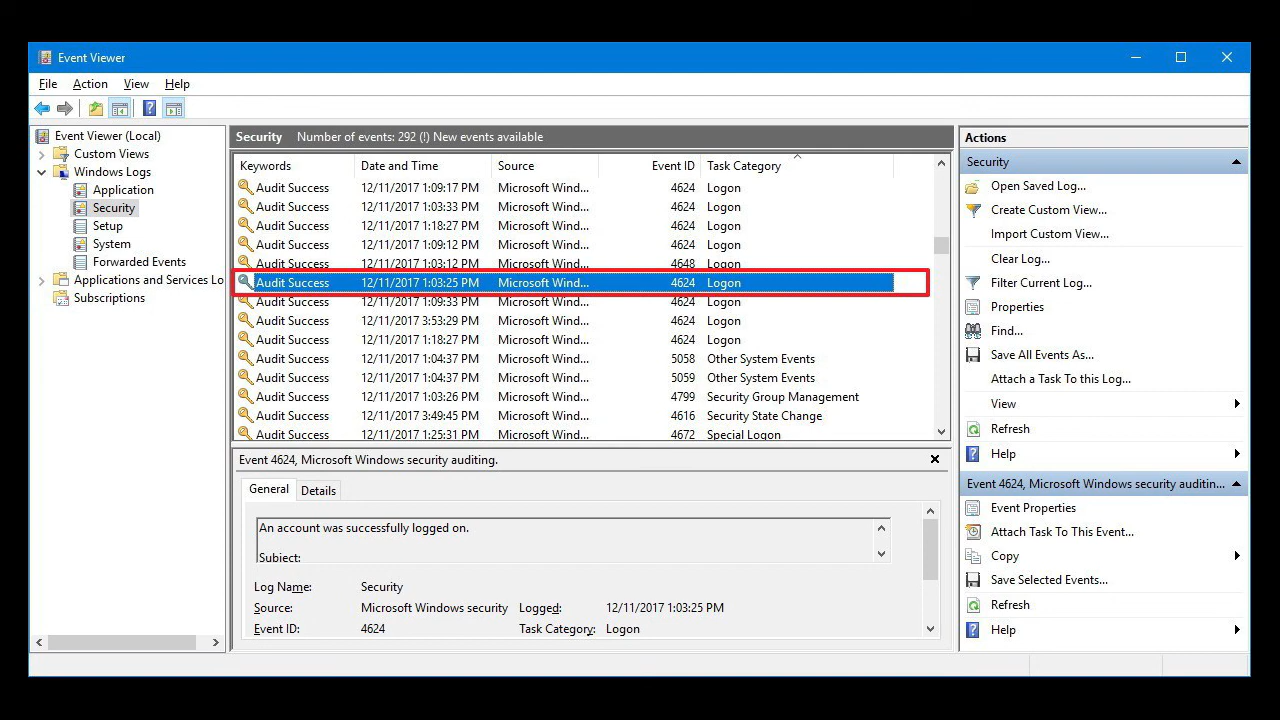 Event Viewer
File Action View Help
Event Viewer (Local)
Custom Views
Windows Logs
Application
Security
Setup
System
Forwarded Events
Applications and Services Lo
Subscriptions
Security Number of events: 292 (!) New events available
Keywords Date and Time Source Event ID Task Category
Audit Success 12/11/2017 1:09:17 PM Microsoft Wind... 4624 Logon
Audit Success 12/11/2017 1:03:33 PM Microsoft Wind... 4624 Logon
Audit Success 12/11/2017 1:18:27 PM Microsoft Wind... 4624 Logon
Audit Success 12/11/2017 1:09:12 PM Microsoft Wind... 4624 Logon
Audit Success 12/11/2017 1:03:12 PM Microsoft Wind... 4648 Logon
Audit Success 12/11/2017 1:03:25 PM Microsoft Wind... 4624 Logon
Audit Success 12/11/2017 1:09:33 PM Microsoft Wind... 4624 Logon
Audit Success 12/11/2017 3:53:29 PM Microsoft Wind... 4624 Logon
Audit Success 12/11/2017 1:18:27 PM Microsoft Wind... 4624 Logon
Audit Success 12/11/2017 1:04:37 PM Microsoft Wind... 5058 Other System Events
Audit Success 12/11/2017 1:04:37 PM Microsoft Wind... 5059 Other System Events
Audit Success 12/11/2017 1:03:26 PM Microsoft Wind... 4799 Security Group Management
Audit Success 12/11/2017 3:49:45 PM Microsoft Wind... 4616 Security State Change
Audit Success 12/11/2017 1:25:31 PM Microsoft Wind... 4672 Special Logon
Event 4624, Microsoft Windows security auditing.
General Details
An account was successfully logged on.
Subject:
Log Name: Security
Source: Microsoft Windows security Logged: 12/11/2017 1:03:25 PM
Event ID: 4624 Task Category: Logon
Actions
Security
Open Saved Log...
Create Custom View...
Import Custom View...
Clear Log...
Filter Current Log...
Properties
Find...
Save All Events As...
Attach a Task To this Log...
View
Refresh
Help
Event 4624, Microsoft Windows security auditin...
Event Properties
Attach Task To This Event...
Copy
Save Selected Events...
Refresh
Help